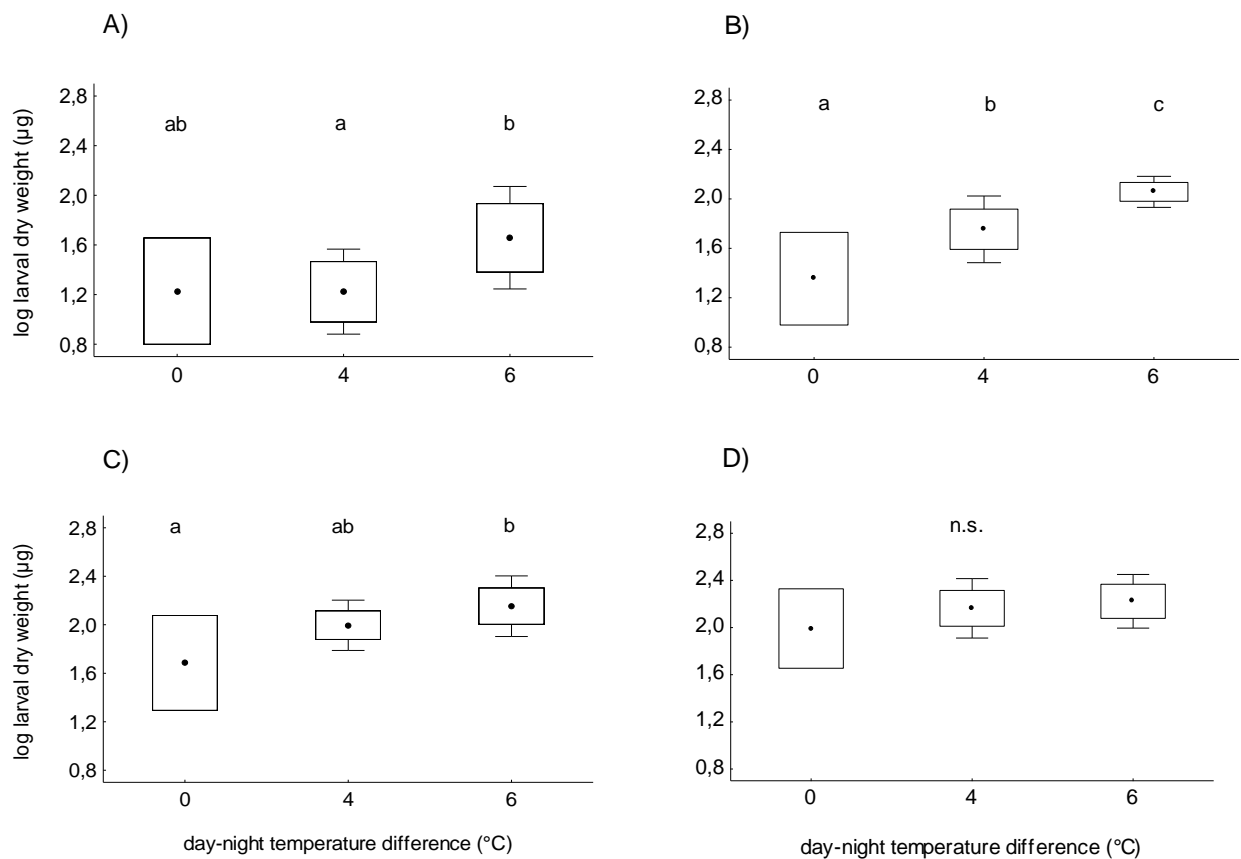 A)
log larval dry weight (µg)
2,8
2,4
2,0
1,6
1,2
0,8
ab a b
0 4 6
B)
2,8
2,4
2,0
1,6
1,2
0,8
a b c
0 4 6
C)
log larval dry weight (µg)
2,8
2,4
2,0
1,6
1,2
0,8
a ab b
0 4 6
day-night temperature difference (°C)
D)
2,8
2,4
2,0
1,6
1,2
0,8
n.s.
0 4 6
day-night temperature difference (°C)